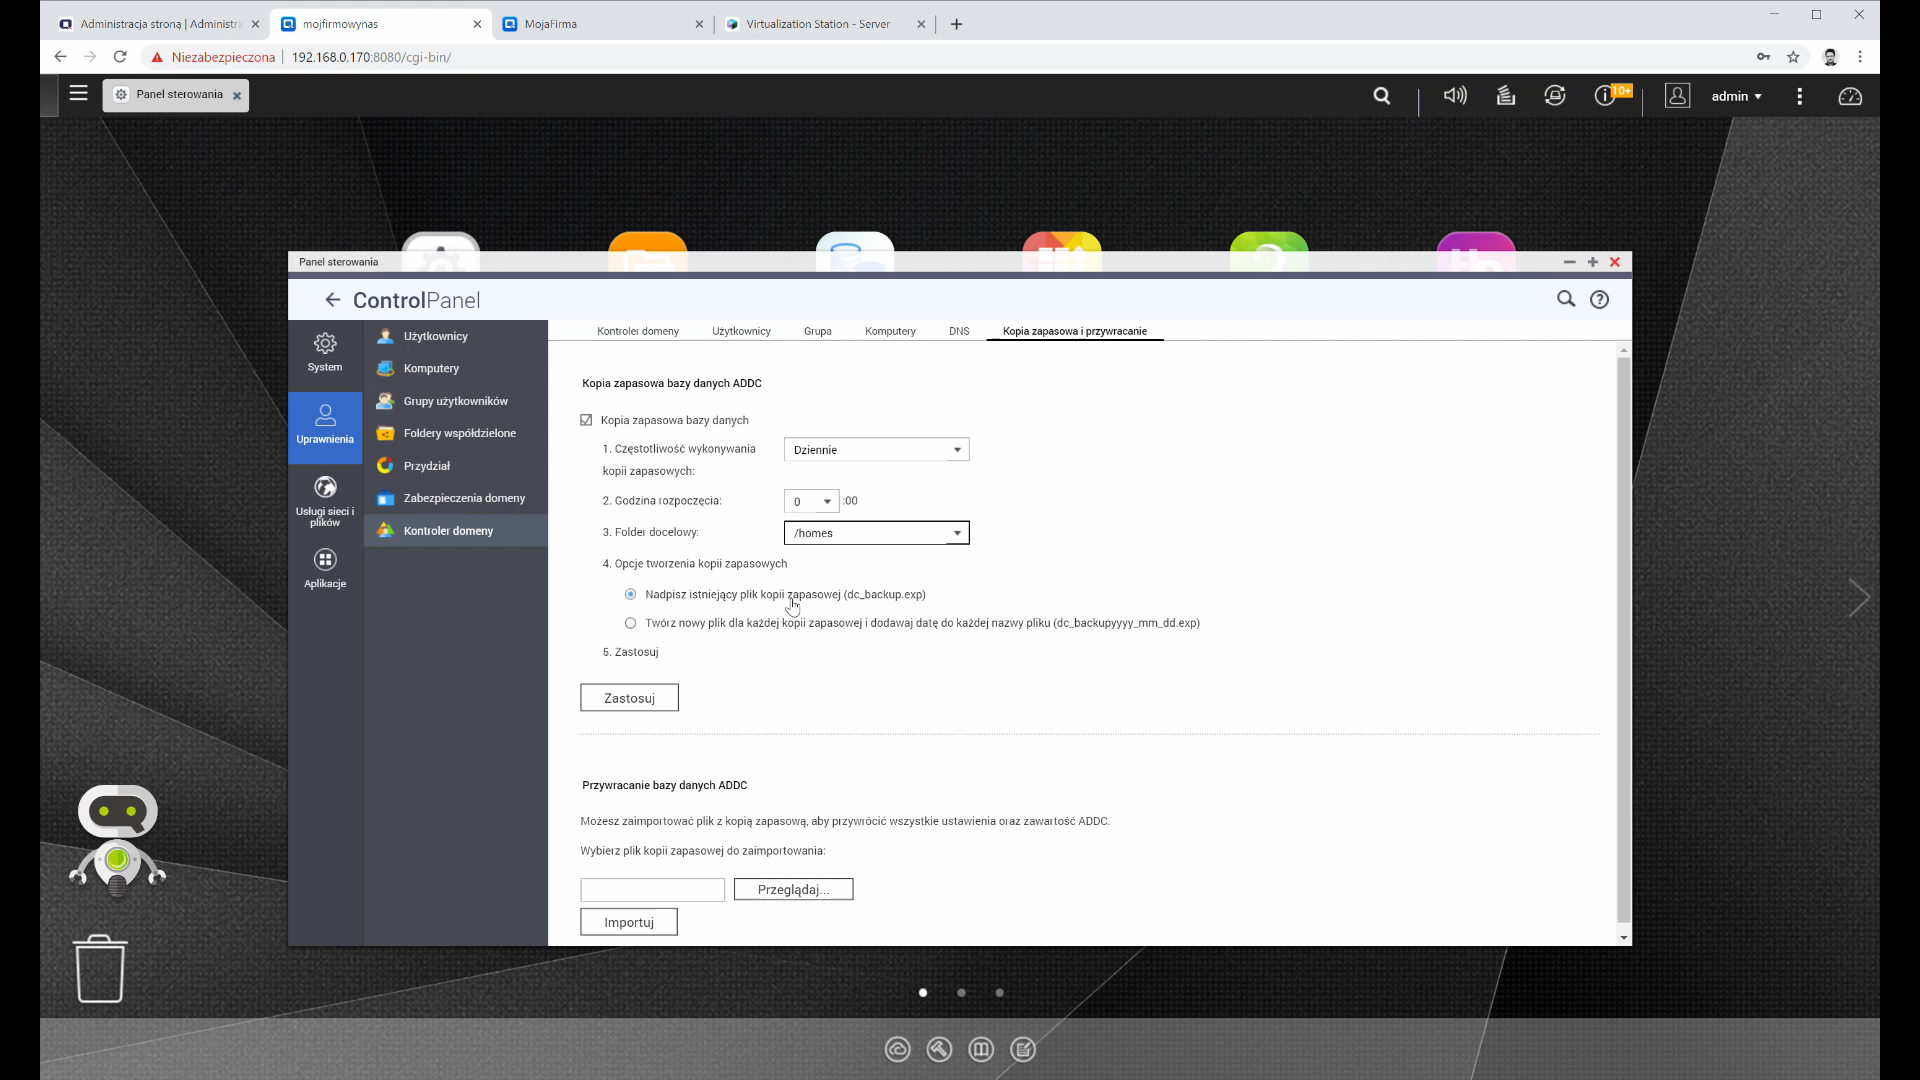 Administracja stroną | Administra
mojfirmowynas
MojaFirma
Virtualization Station - Server
Niezabezpieczona
192.168.0.170:8080/cgi-bin/
Panel sterowania
10+
admin
Panel sterowania
ControlPanel
System
Uprawnienia
Usługi sieci i
plików
Aplikacje
Użytkownicy
Komputery
Grupy użytkowników
Foldery współdzielone
Przydział
Zabezpieczenia domeny
Kontroler domeny
Kontroler domeny
Użytkownicy
Grupa
Komputery
DNS
Kopia zapasowa i przywracanie
Kopia zapasowa bazy danych ADDC
Kopia zapasowa bazy danych
1. Częstotliwość wykonywania
kopii zapasowych:
Dziennie
2. Godzina rozpoczęcia:
0
:00
3. Folder docelowy:
/homes
4. Opcje tworzenia kopii zapasowych
Nadpisz istniejący plik kopii zapasowej (dc_backup.exp)
Twórz nowy plik dla każdej kopii zapasowej i dodawaj datę do każdej nazwy pliku (dc_backupyyyy_mm_dd.exp)
5. Zastosuj
Zastosuj
Przywracanie bazy danych ADDC
Możesz zaimportować plik z kopią zapasową, aby przywrócić wszystkie ustawienia oraz zawartość ADDC.
Wybierz plik kopii zapasowej do zaimportowania:
Przeglądaj...
Importuj